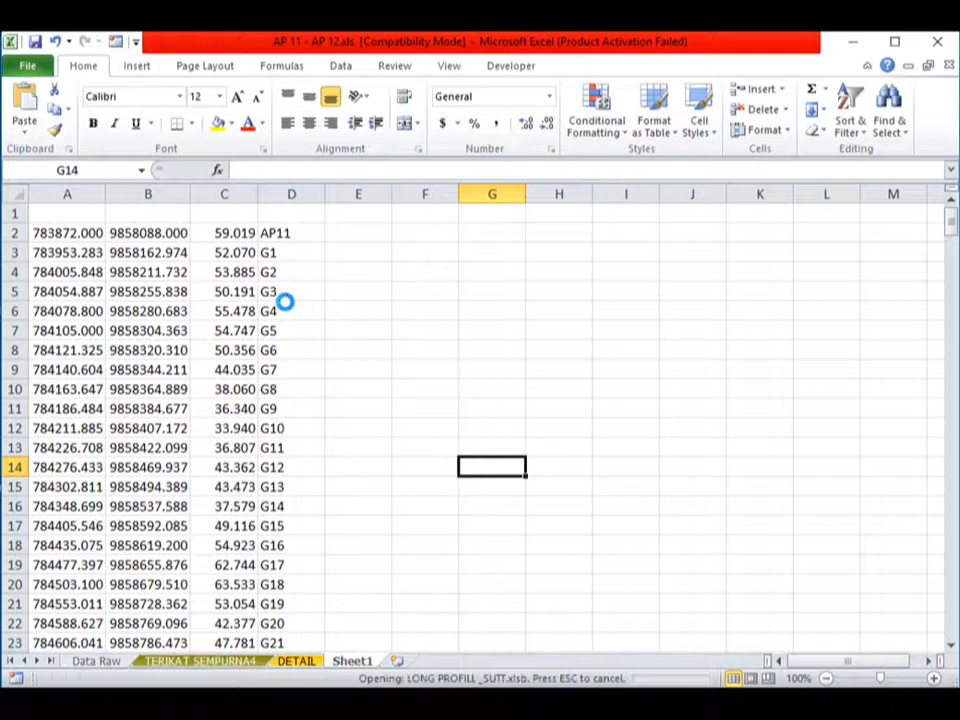 AP 11 - AP 12.xls [Compatibility Mode] - Microsoft Excel (Product Activation Failed)
File Home Insert Page Layout Formulas Data Review View Developer
Paste
Calibri 12
B I U A
General
$ % ,
Conditional Formatting
Format as Table
Cell Styles
Insert
Delete
Format
Σ
Sort & Filter
Find & Select
Clipboard Font Alignment Number Styles Cells Editing
G14 fx
A B C D E F G H I J K L M
1
2 783872.000 9858088.000 59.019 AP11
3 783953.283 9858162.974 52.070 G1
4 784005.848 9858211.732 53.885 G2
5 784054.887 9858255.838 50.191 G3
6 784078.800 9858280.683 55.478 G4
7 784105.000 9858304.363 54.747 G5
8 784121.325 9858320.310 50.356 G6
9 784140.604 9858344.211 44.035 G7
10 784163.647 9858364.889 38.060 G8
11 784186.484 9858384.677 36.340 G9
12 784211.885 9858407.172 33.940 G10
13 784226.708 9858422.099 36.807 G11
14 784276.433 9858469.937 43.362 G12
15 784302.811 9858494.389 43.473 G13
16 784348.699 9858537.588 37.579 G14
17 784405.546 9858592.085 49.116 G15
18 784435.075 9858619.200 54.923 G16
19 784477.397 9858655.876 62.744 G17
20 784503.100 9858679.510 63.533 G18
21 784553.011 9858728.362 53.054 G19
22 784588.627 9858769.096 42.377 G20
23 784606.041 9858786.473 47.781 G21
Data Raw TERIKAT SEMPURNA4 DETAIL Sheet1
Opening: LONG PROFILL _SUTT.xlsb. Press ESC to cancel. 100%